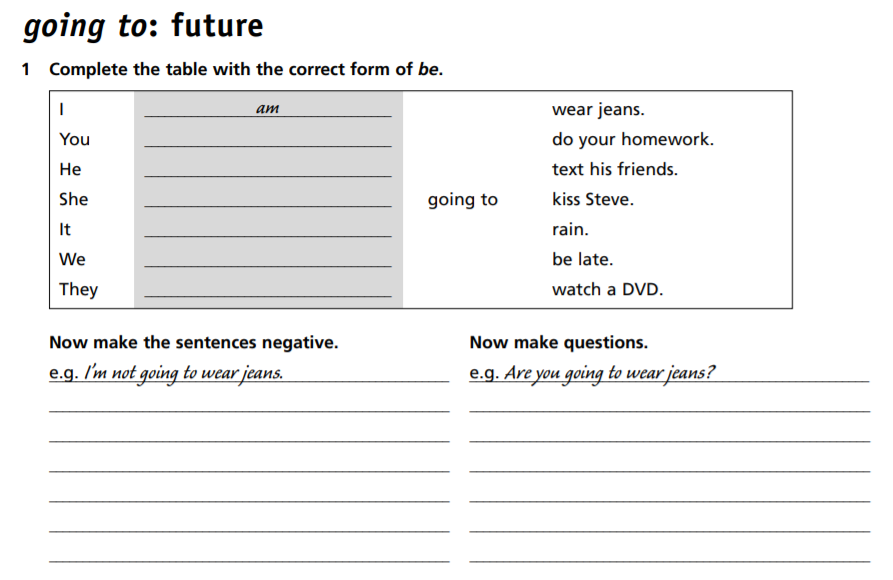 going to: future
1 Complete the table with the correct form of be.
I am wear jeans.
You do your homework.
He text his friends.
She going to kiss Steve.
It rain.
We be late.
They watch a DVD.
Now make the sentences negative.
e.g. I'm not going to wear jeans.
Now make questions.
e.g. Are you going to wear jeans?